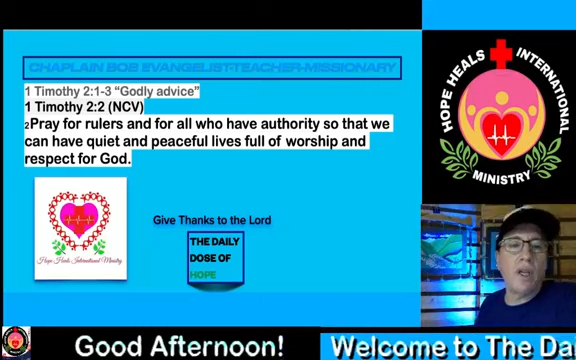 CHAPLAIN BOB EVANGELIST-TEACHER-MISSIONARY
1 Timothy 2:1-3 “Godly advice”
1 Timothy 2:2 (NCV)
2Pray for rulers and for all who have authority so that we
can have quiet and peaceful lives full of worship and
respect for God.
Hope Heals International Ministry
Give Thanks to the Lord
THE DAILY
DOSE OF
HOPE
HOPE HEALS INTERNATIONAL
MINISTRY
Good Afternoon!
Welcome to The Da